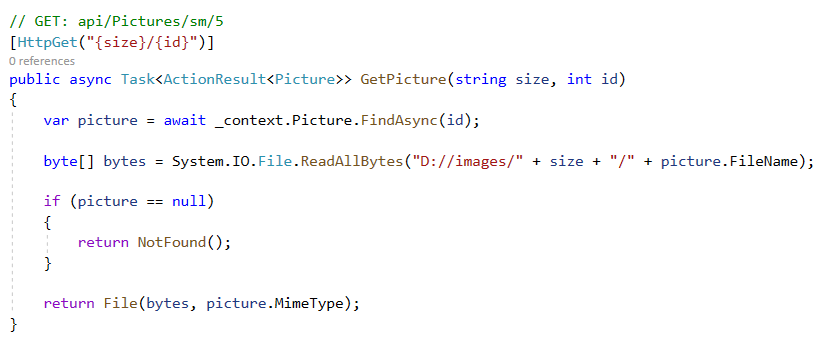 // GET: api/Pictures/sm/5
[HttpGet("{size}/{id}")]
0 references
public async Task<ActionResult<Picture>> GetPicture(string size, int id)
{
var picture = await _context.Picture.FindAsync(id);
byte[] bytes = System.IO.File.ReadAllBytes("D://images/" + size + "/" + picture.FileName);
if (picture == null)
{
return NotFound();
}
return File(bytes, picture.MimeType);
}